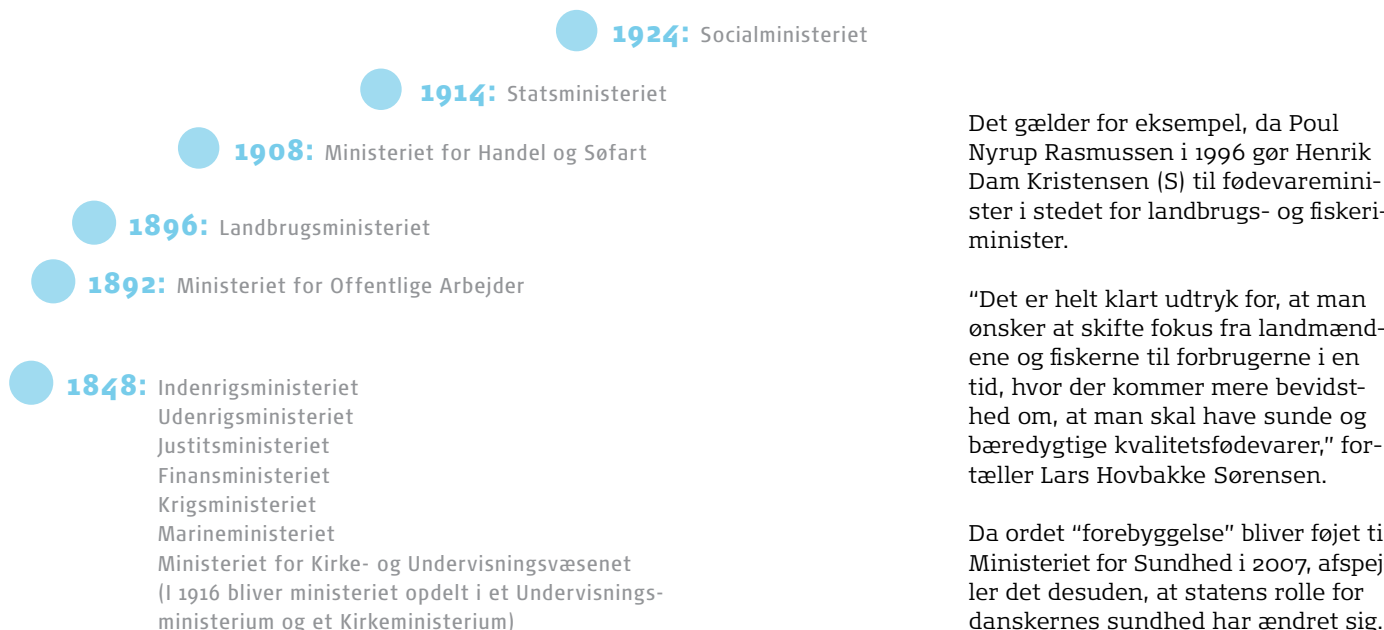 1924: Socialministeriet
1914: Statsministeriet
1908: Ministeriet for Handel og Søfart
1896: Landbrugsministeriet
1892: Ministeriet for Offentlige Arbejder
1848: Indenrigsministeriet
Udenrigsministeriet
Justitsministeriet
Finansministeriet
Krigsministeriet
Marineministeriet
Ministeriet for Kirke- og Undervisningsvæsenet
(I 1916 bliver ministeriet opdelt i et Undervisnings-
ministerium og et Kirkeministerium)
Det gælder for eksempel, da Poul
Nyrup Rasmussen i 1996 gør Henrik
Dam Kristensen (S) til fødevaremini-
ster i stedet for landbrugs- og fiskeri-
minister.
"Det er helt klart udtryk for, at man
ønsker at skifte fokus fra landmænd-
ene og fiskerne til forbrugerne i en
tid, hvor der kommer mere bevidst-
hed om, at man skal have sunde og
bæredygtige kvalitetsfødevarer," for-
tæller Lars Hovbakke Sørensen.
Da ordet "forebyggelse" bliver føjet ti
Ministeriet for Sundhed i 2007, afspej
ler det desuden, at statens rolle for
danskernes sundhed har ændret sig.